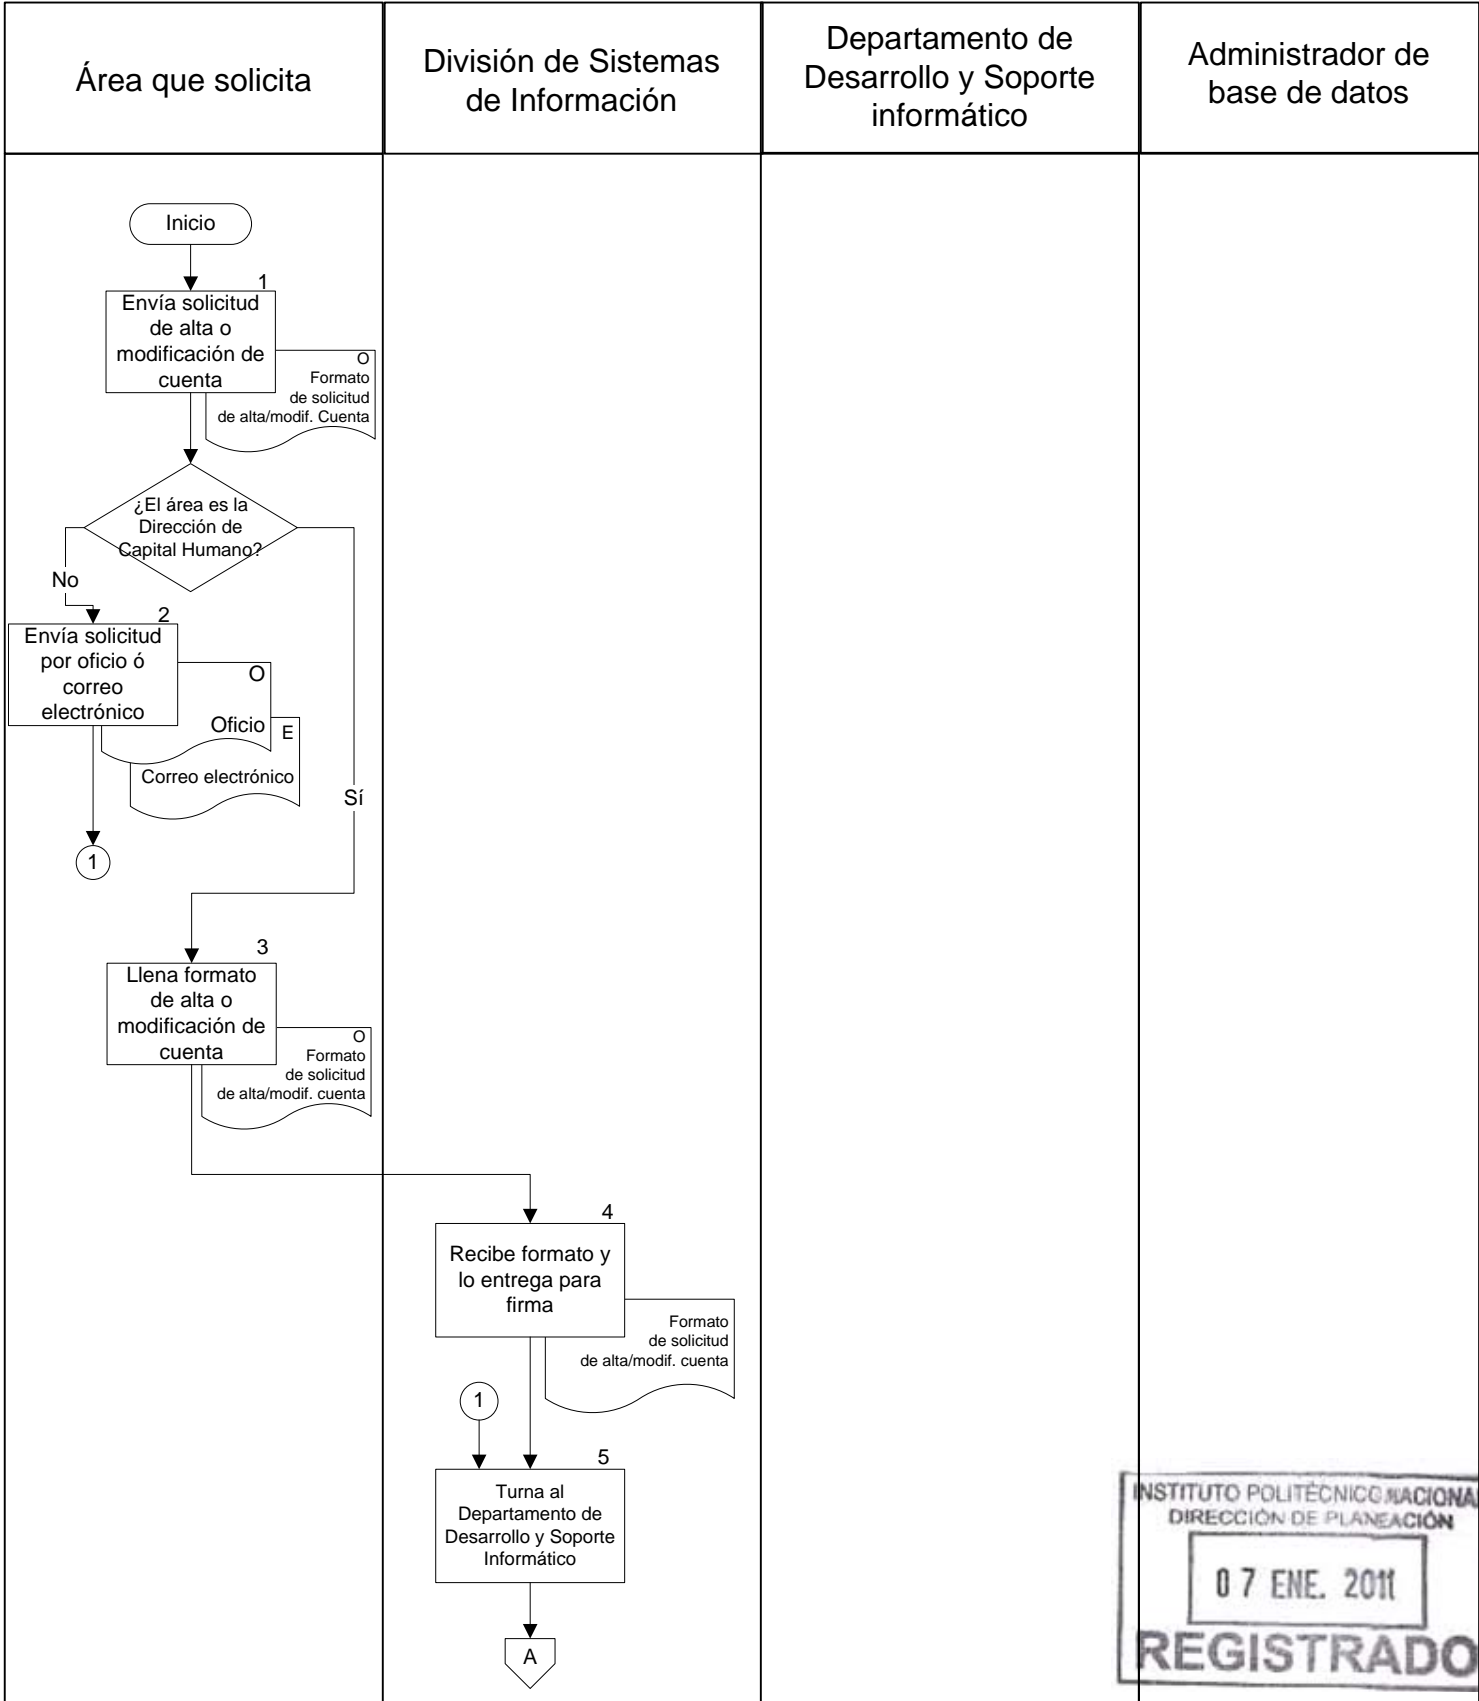 Área que solicita
División de Sistemas
de Información
Departamento de
Desarrollo y Soporte
informático
Administrador de
base de datos
Inicio
1
Envía solicitud
de alta o
modificación de
cuenta
O
Formato
de solicitud
de alta/modif. Cuenta
¿El área es la
Dirección de
Capital Humano?
No
Sí
2
Envía solicitud
por oficio ó
correo
electrónico
O
Oficio
E
Correo electrónico
1
3
Llena formato
de alta o
modificación de
cuenta
O
Formato
de solicitud
de alta/modif. cuenta
4
Recibe formato y
lo entrega para
firma
Formato
de solicitud
de alta/modif. cuenta
1
5
Turna al
Departamento de
Desarrollo y Soporte
Informático
A
INSTITUTO POLITÉCNICO NACIONAL
DIRECCIÓN DE PLANEACIÓN
0 7 ENE. 2011
REGISTRADO